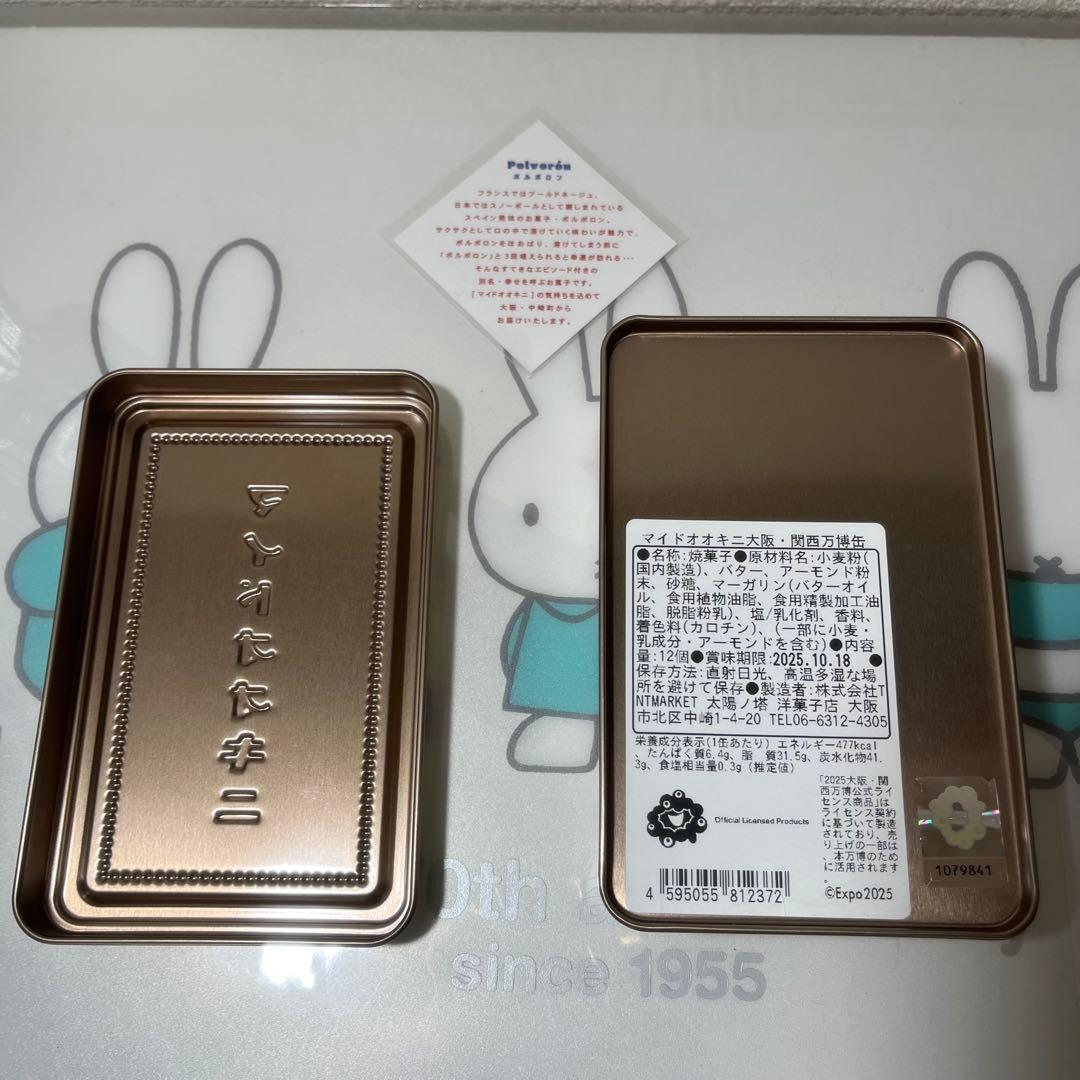 Polvorón
ポルボロン
フランスではブールドネージュ、
日本ではスノーボールとして親しまれている
スペイン発祥のお菓子・ポルボロン。
サクサクとして口の中で溶けていく味わいが魅力で、
ポルボロンをほおばり、溶けてしまう前に
「ポルボロン」と3回唱えられると幸運が訪れる…
そんなすてきなエピソード付きの
別名・幸せを呼ぶお菓子です。
[マイドオオキニ]の気持ちを込めて
大阪・中崎町から
お届けいたします。
マイドオオキニ
マイドオオキニ大阪・関西万博缶
●名称:焼菓子●原材料名:小麦粉(
国内製造)、バター、アーモンド粉
末、砂糖、マーガリン(バターオイ
ル、食用植物油脂、食用精製加工油
脂、脱脂粉乳)、塩/乳化剤、香料、
着色料(カロチン)、(一部に小麦・
乳成分・アーモンドを含む)●内容
量:12個●賞味期限:2025.10.18 ●
保存方法:直射日光、高温多湿な場
所を避けて保存●製造者:株式会社T
NTMARKET 太陽ノ塔 洋菓子店 大阪
市北区中崎1-4-20 TEL06-6312-4305
栄養成分表示(1缶あたり) エネルギー477kcal
、たんぱく質6.4g、脂 質31.5g、炭水化物41.
3g、食塩相当量0.3g (推定値)
Official Licensed Products
「2025大阪・関
西万博公式ライ
センス商品」は
ライセンス契約
に基づいて製造
されており、売
り上げの一部は
、本万博のため
に活用されます
。
©Expo2025
4 595055 812372
1079841
0th a
y
since 1955